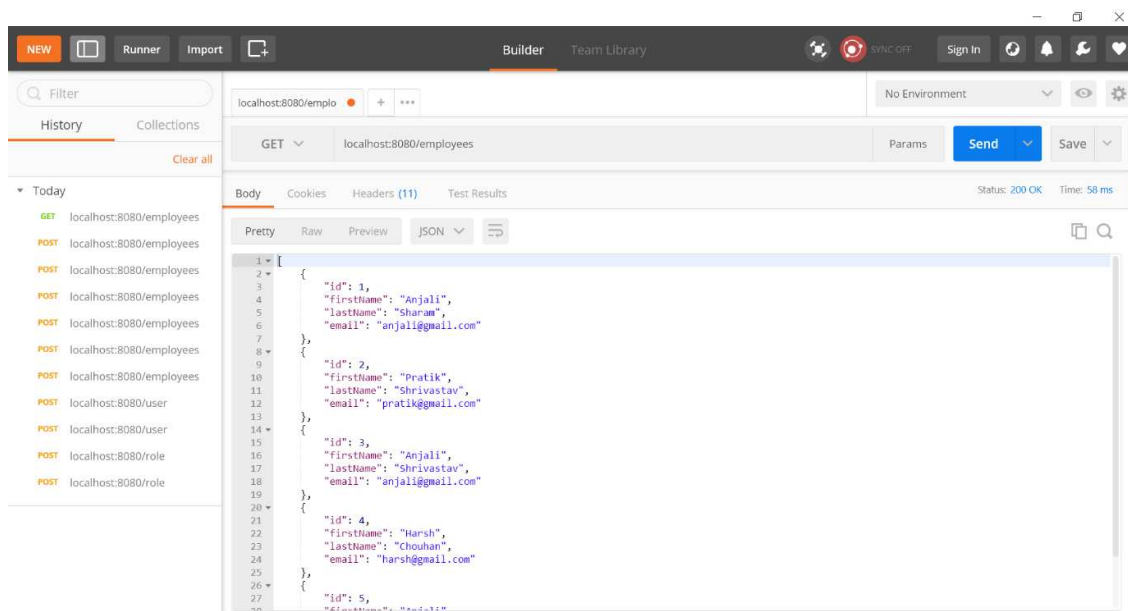 NEW Runner Import Builder Team Library SYNC OFF Sign In
Filter
History Collections
Clear all
Today
GET localhost:8080/employees
POST localhost:8080/employees
POST localhost:8080/employees
POST localhost:8080/employees
POST localhost:8080/employees
POST localhost:8080/employees
POST localhost:8080/employees
POST localhost:8080/user
POST localhost:8080/user
POST localhost:8080/role
POST localhost:8080/role
localhost:8080/emplo + ••• No Environment
GET localhost:8080/employees Params Send Save
Body Cookies Headers (11) Test Results Status: 200 OK Time: 58 ms
Pretty Raw Preview JSON
1 [
2 {
3 "id": 1,
4 "firstName": "Anjali",
5 "lastName": "Sharam",
6 "email": "anjali@gmail.com"
7 },
8 {
9 "id": 2,
10 "firstName": "Pratik",
11 "lastName": "Shrivastav",
12 "email": "pratik@gmail.com"
13 },
14 {
15 "id": 3,
16 "firstName": "Anjali",
17 "lastName": "Shrivastav",
18 "email": "anjali@gmail.com"
19 },
20 {
21 "id": 4,
22 "firstName": "Harsh",
23 "lastName": "Chouhan",
24 "email": "harsh@gmail.com"
25 },
26 {
27 "id": 5,